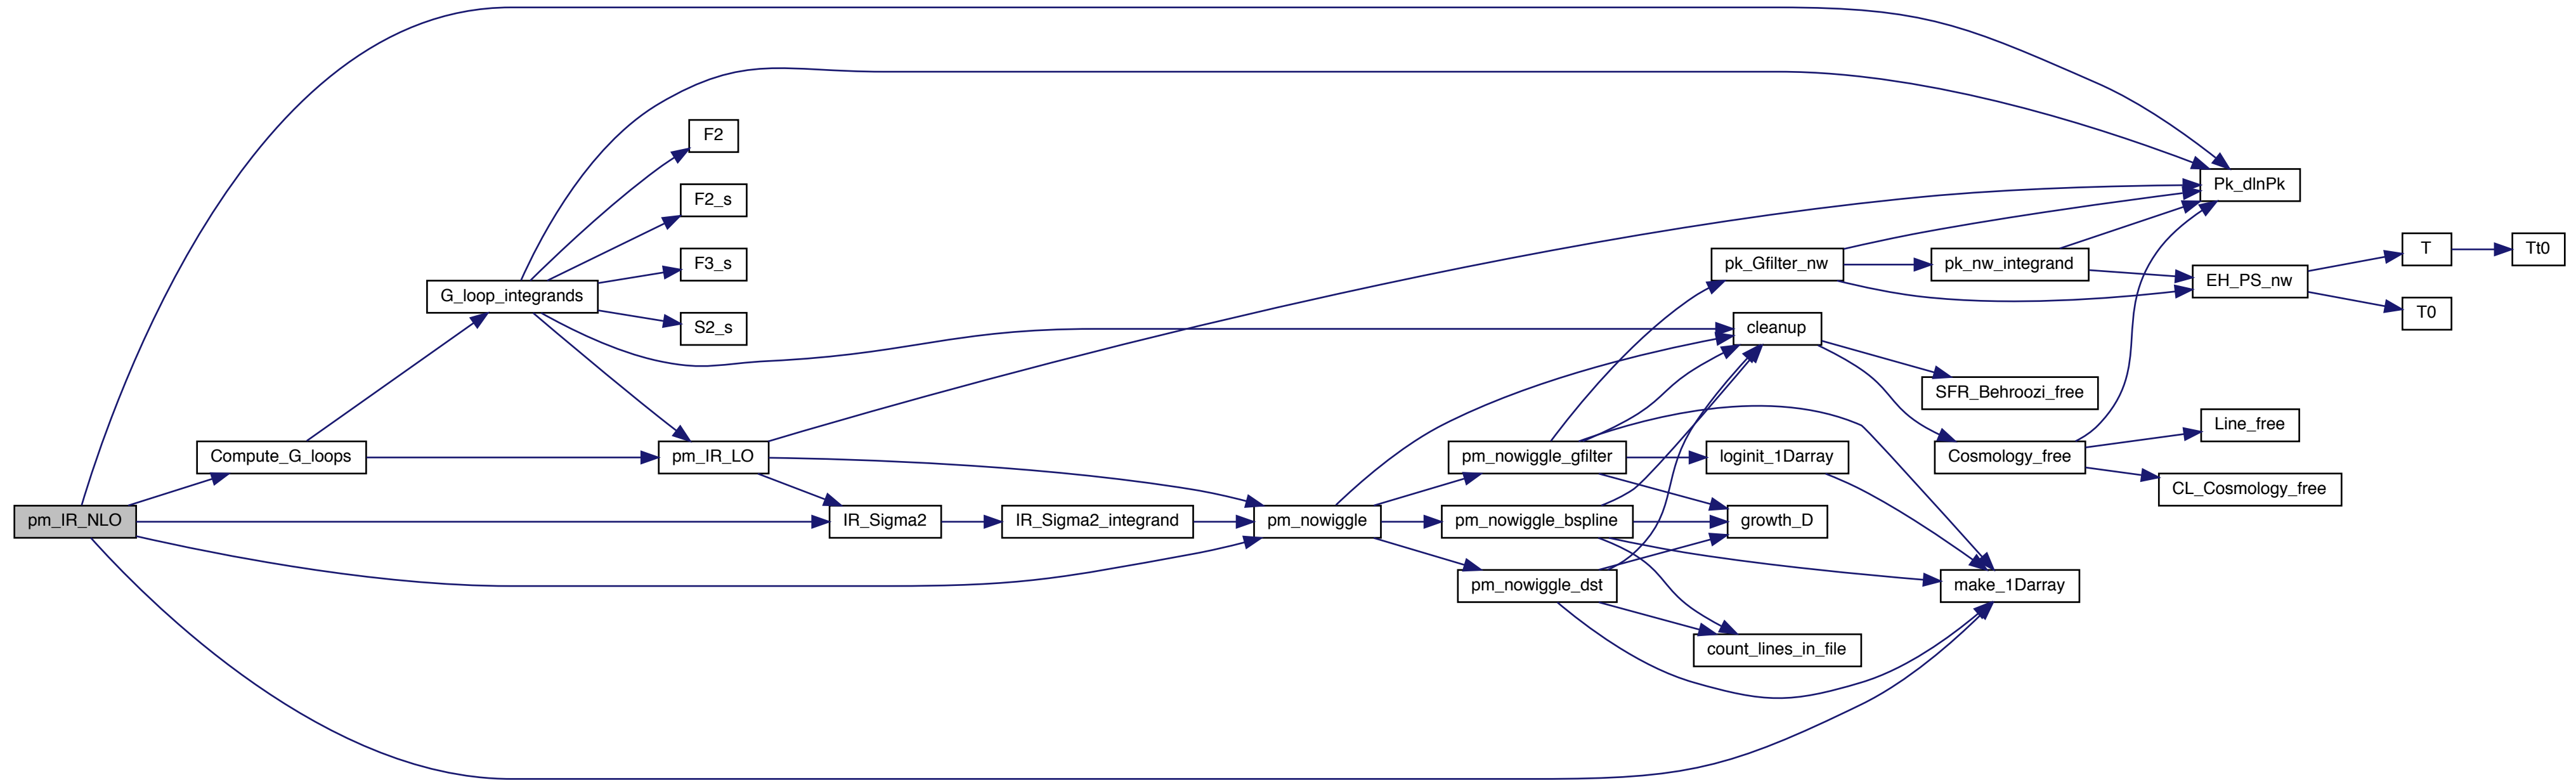 pm_IR_NLO
Compute_G_loops
G_loop_integrands
F2
F2_s
F3_s
S2_s
pm_IR_LO
IR_Sigma2
IR_Sigma2_integrand
pm_nowiggle
pm_nowiggle_gfilter
pm_nowiggle_bspline
pm_nowiggle_dst
pk_Gfilter_nw
cleanup
loginit_1Darray
growth_D
count_lines_in_file
pk_nw_integrand
SFR_Behroozi_free
Cosmology_free
make_1Darray
Pk_dlnPk
EH_PS_nw
Line_free
CL_Cosmology_free
T
T0
Tt0